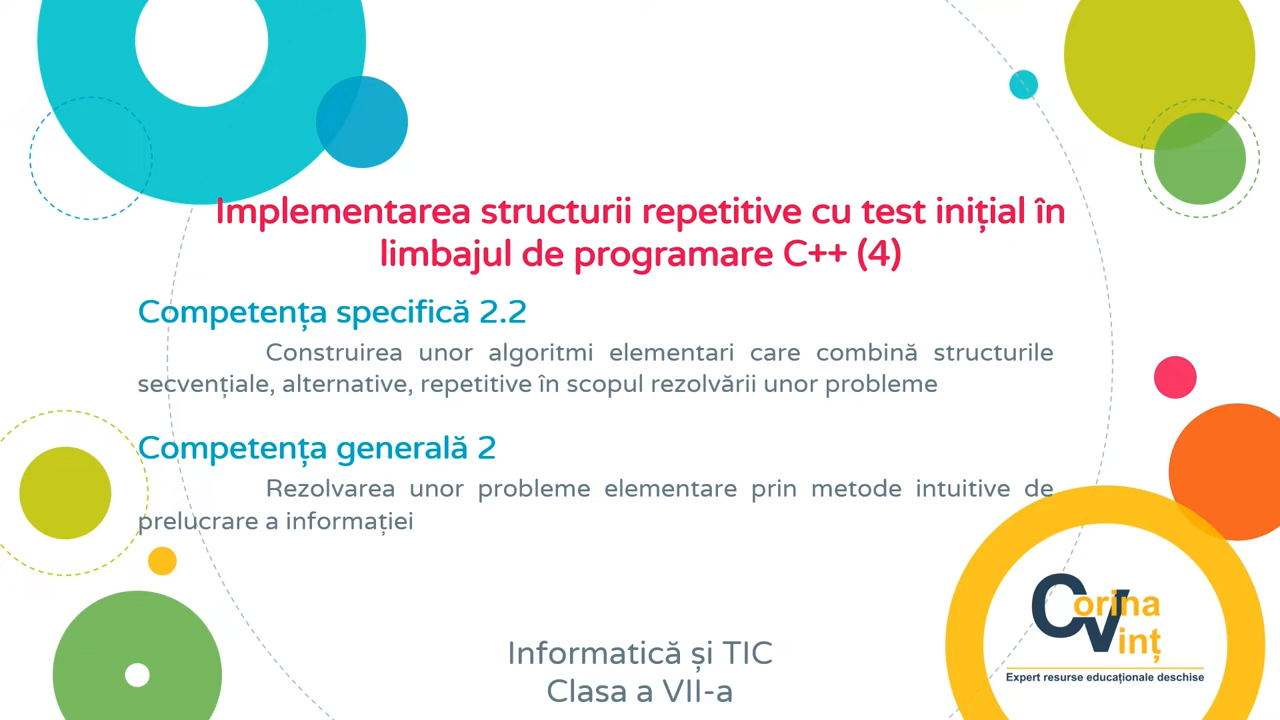 Implementarea structurii repetitive cu test inițial în
limbajul de programare C++ (4)
Competența specifică 2.2
Construirea unor algoritmi elementari care combină structurile
secvențiale, alternative, repetitive în scopul rezolvării unor probleme
Competența generală 2
Rezolvarea unor probleme elementare prin metode intuitive de
prelucrare a informației
Informatică și TIC
Clasa a VII-a
Corina
Vinț
Expert resurse educaționale deschise